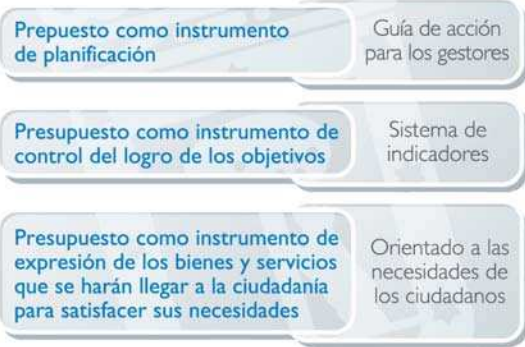 Prepuesto como instrumento
de planificación
Guía de acción
para los gestores
Presupuesto como instrumento de
control del logro de los objetivos
Sistema de
indicadores
Presupuesto como instrumento de
expresión de los bienes y servicios
que se harán llegar a la ciudadanía
para satisfacer sus necesidades
Orientado a las
necesidades de
los ciudadanos